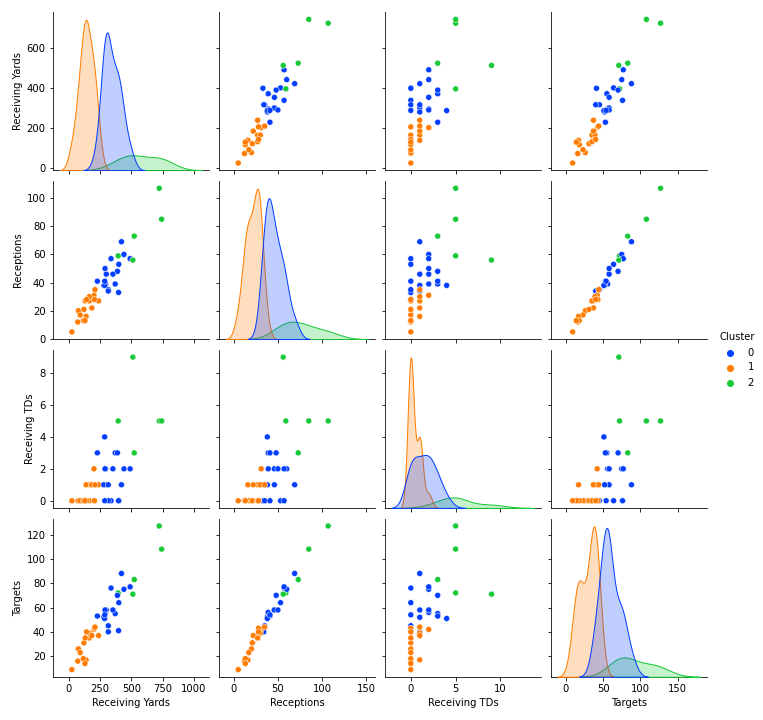 Receiving Yards
600
400
200
0
Receptions
100
80
60
40
20
0
Cluster
0
1
2
Receiving TDs
8
6
4
2
0
Targets
120
100
80
60
40
20
0 250 500 750 1000
0 50 100 150
0 5 10
0 50 100 150
Receiving Yards Receptions Receiving TDs Targets